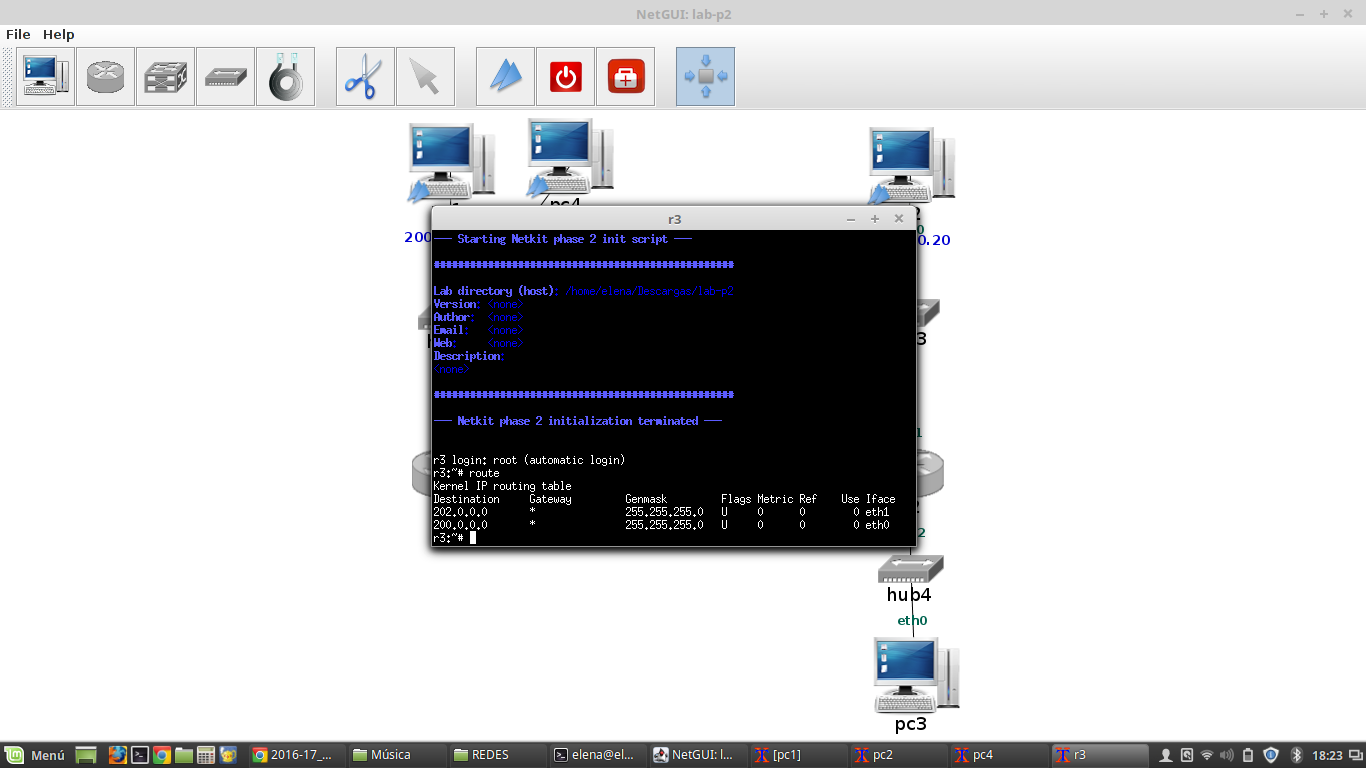 NetGUI: lab-p2
File Help
pc4
200
0.20
r3
--- Starting Netkit phase 2 init script ---
##################################################
Lab directory (host): /home/elena/Descargas/lab-p2
Version: <none>
Author: <none>
Email: <none>
Web: <none>
Description:
<none>
##################################################
--- Netkit phase 2 initialization terminated ---
r3 login: root (automatic login)
r3:~# route
Kernel IP routing table
Destination Gateway Genmask Flags Metric Ref Use Iface
202.0.0.0 * 255.255.255.0 U 0 0 0 eth1
200.0.0.0 * 255.255.255.0 U 0 0 0 eth0
r3:~#
hub4
eth0
pc3
Menú 2016-17_... Música REDES elena@el... NetGUI: l... [pc1] pc2 pc4 r3 18:23